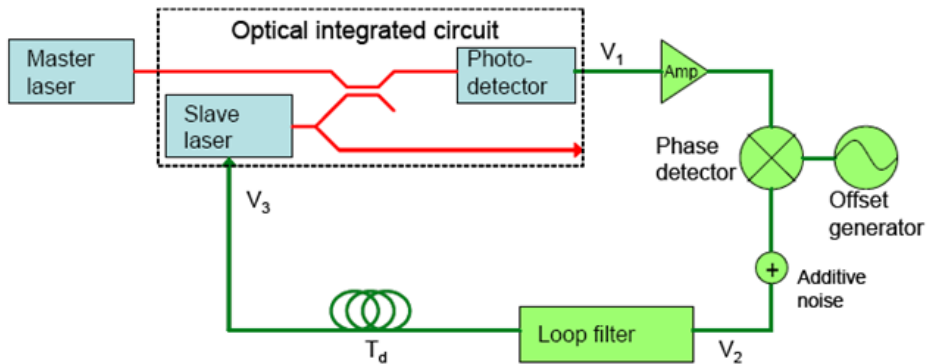 Optical integrated circuit
Master
laser
Photo-
detector
V1
Amp
Slave
laser
Phase
detector
Offset
generator
V3
+
Additive
noise
Loop filter
Td
V2